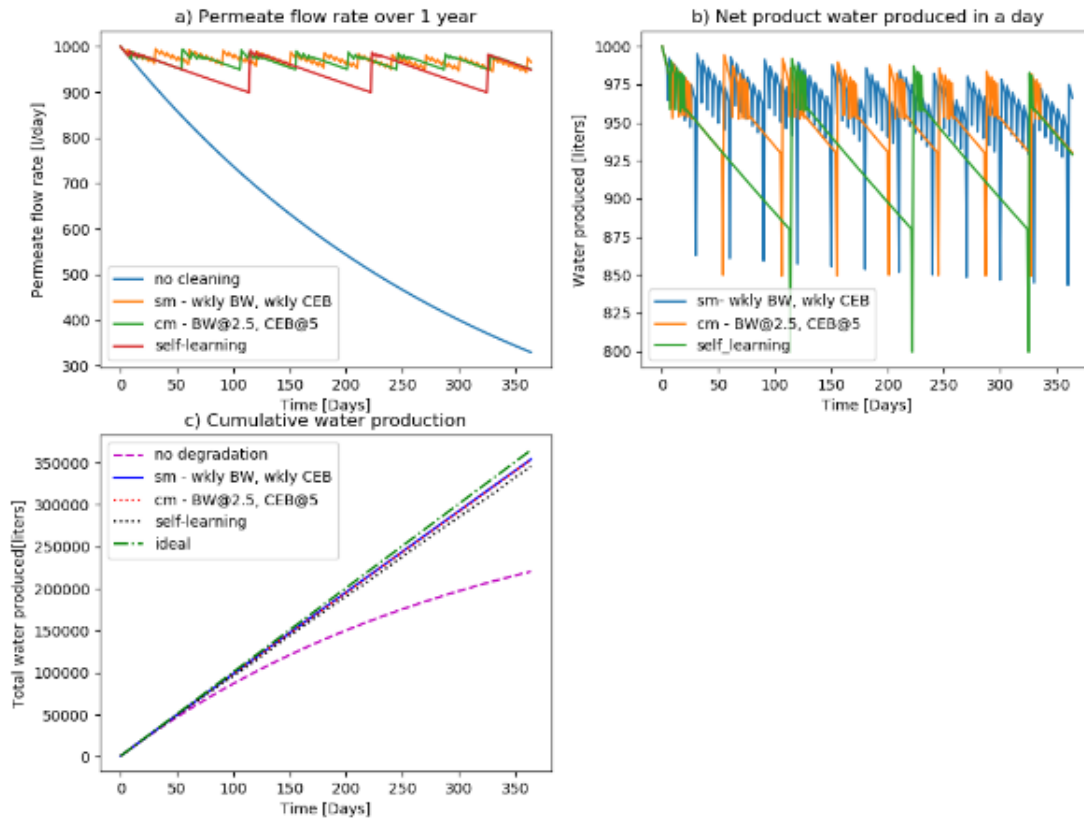 a) Permeate flow rate over 1 year
1000
900
800
700
600
500
400
300
Permeate flow rate [l/day]
no cleaning
sm - wkly BW, wkly CEB
cm - BW@2.5, CEB@5
self-learning
0 50 100 150 200 250 300 350
Time [Days]
b) Net product water produced in a day
1000
975
950
925
900
875
850
825
800
Water produced [liters]
sm- wkly BW, wkly CEB
cm - BW@2.5, CEB@5
self_learning
0 50 100 150 200 250 300 350
Time [Days]
c) Cumulative water production
350000
300000
250000
200000
150000
100000
50000
0
Total water produced[liters]
no degradation
sm - wkly BW, wkly CEB
cm - BW@2.5, CEB@5
self-learning
ideal
0 50 100 150 200 250 300 350
Time [Days]